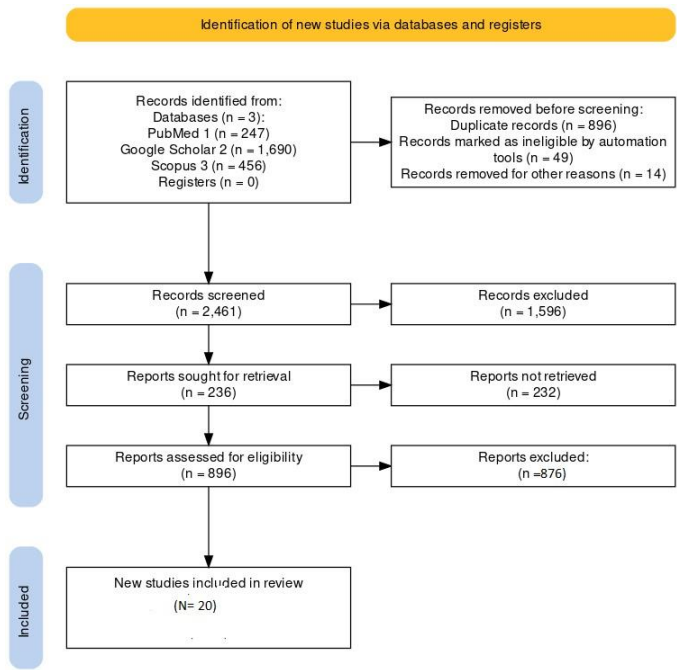 Identification of new studies via databases and registers
Identification
Records identified from:
Databases (n = 3):
PubMed 1 (n = 247)
Google Scholar 2 (n = 1,690)
Scopus 3 (n = 456)
Registers (n = 0)
Records removed before screening:
Duplicate records (n = 896)
Records marked as ineligible by automation
tools (n = 49)
Records removed for other reasons (n = 14)
Screening
Records screened
(n = 2,461)
Records excluded
(n = 1,596)
Reports sought for retrieval
(n = 236)
Reports not retrieved
(n = 232)
Reports assessed for eligibility
(n = 896)
Reports excluded:
(n =876)
Included
New studies included in review
(N= 20)